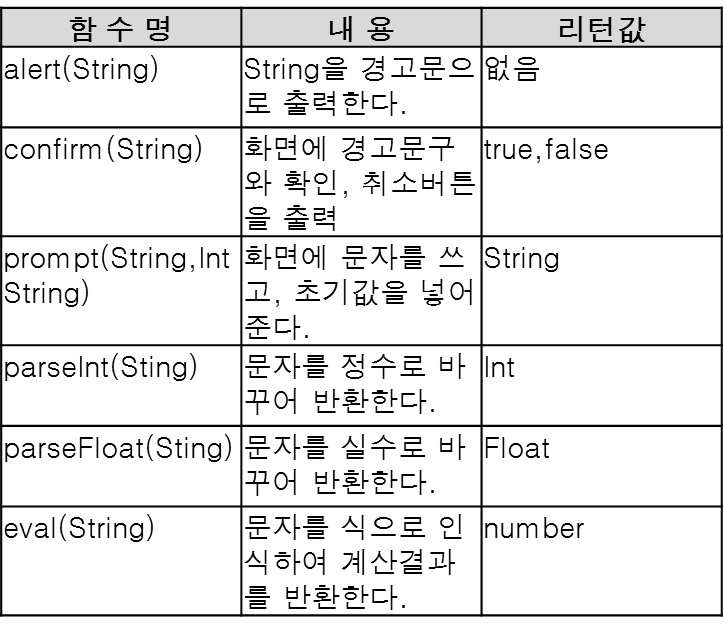 함 수 명
내 용
리턴값
alert(String)
String을 경고문으
로 출력한다.
없음
confirm(String)
화면에 경고문구
와 확인, 취소버튼
을 출력
true,false
prompt(String,Int
String)
화면에 문자를 쓰
고, 초기값을 넣어
준다.
String
parseInt(Sting)
문자를 정수로 바
꾸어 반환한다.
Int
parseFloat(Sting)
문자를 실수로 바
꾸어 반환한다.
Float
eval(String)
문자를 식으로 인
식하여 계산결과
를 반환한다.
number